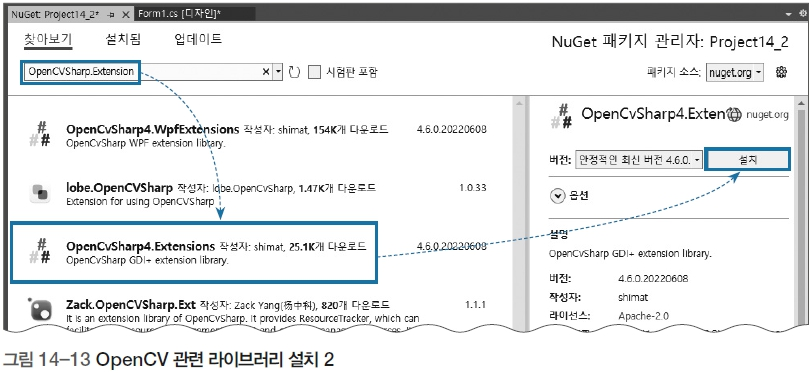 NuGet: Project14_2*
Form1.cs [디자인]*
찾아보기 설치됨 업데이트
NuGet 패키지 관리자: Project14_2
OpenCVSharp.Extension
시험판 포함
패키지 소스: nuget.org
OpenCvSharp4.WpfExtensions 작성자: shimat, 154K개 다운로드 4.6.0.20220608
OpenCvSharp WPF extension library.
lobe.OpenCVSharp 작성자: lobe.OpenCvSharp, 1.47K개 다운로드 1.0.33
Extension for using OpenCVSharp
OpenCvSharp4.Extensions 작성자: shimat, 25.1K개 다운로드 4.6.0.20220608
OpenCvSharp GDI+ extension library.
Zack.OpenCVSharp.Ext 작성자: Zack Yang(杨中科), 820개 다운로드 1.1.1
It is an extension library of OpenCVSharp. It provides ResourceTracker, which can
OpenCvSharp4.Exten
nuget.org
버전: 안정적인 최신 버전 4.6.0. 설치
옵션
설명
OpenCvSharp GDI+ extension library.
버전: 4.6.0.20220608
작성자: shimat
라이선스: Apache-2.0
그림 14-13 OpenCV 관련 라이브러리 설치 2